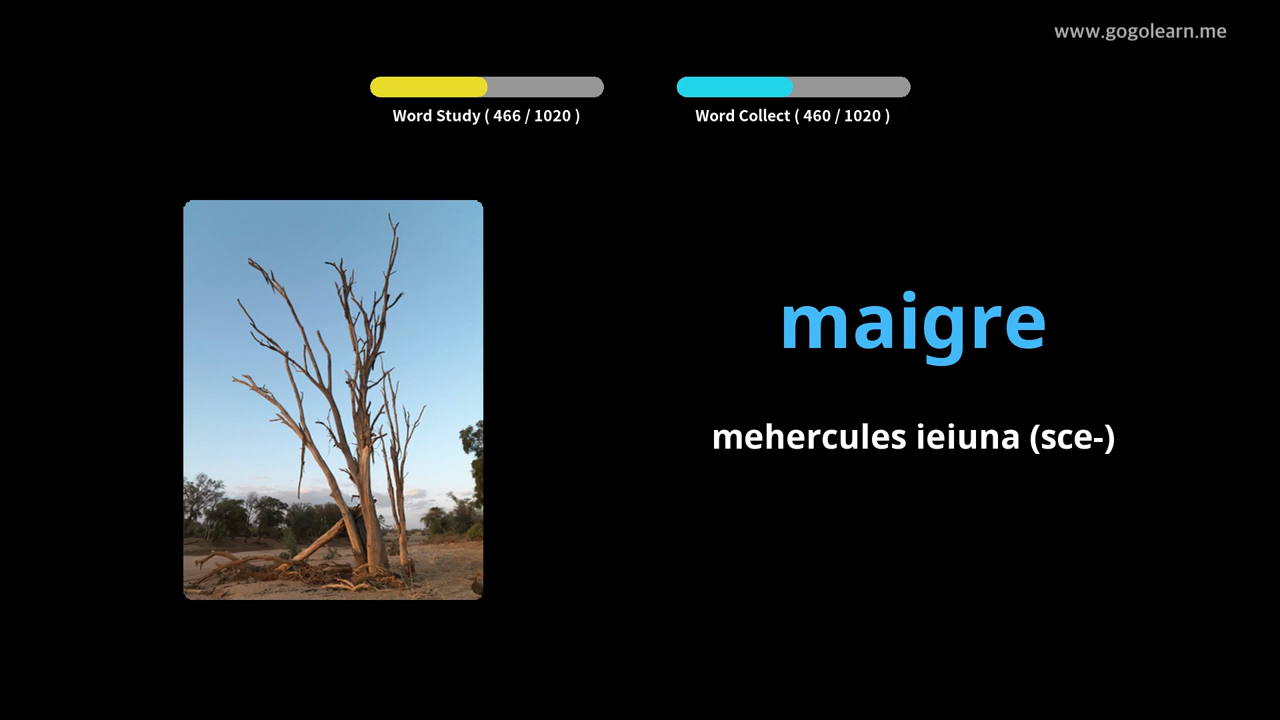 www.gogolearn.me
Word Study ( 466 / 1020 )
Word Collect ( 460 / 1020 )
maigre
mehercules ieiuna (sce-)